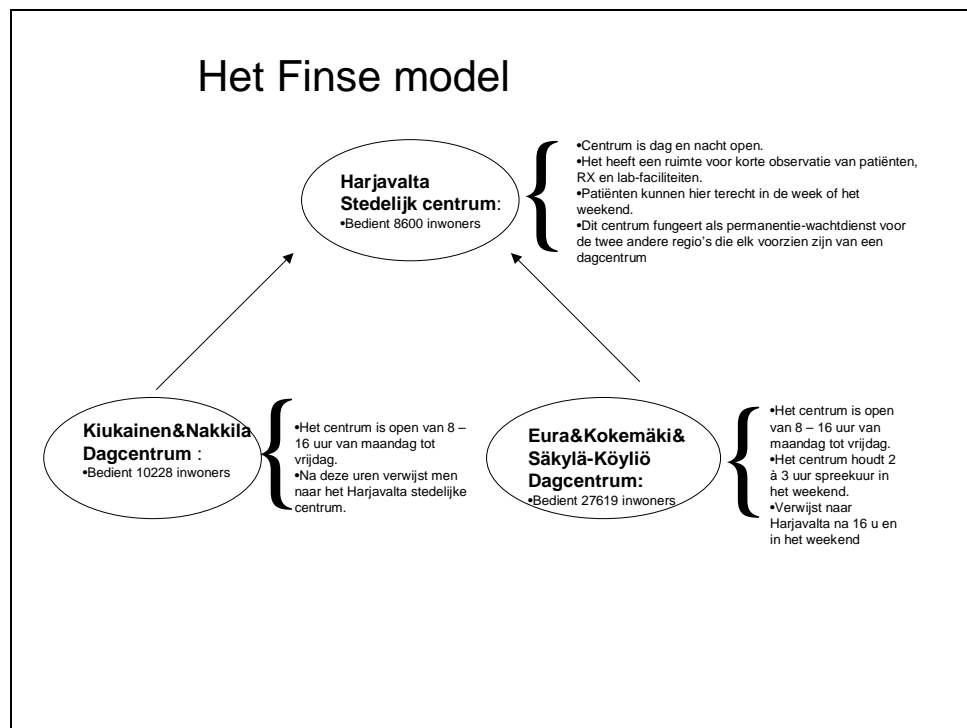 Het Finse model
Harjavalta
Stedelijk centrum:
•Bedient 8600 inwoners
•Centrum is dag en nacht open.
•Het heeft een ruimte voor korte observatie van patiënten,
RX en lab-faciliteiten.
•Patiënten kunnen hier terecht in de week of het
weekend.
•Dit centrum fungeert als permanentie-wachtdienst voor
de twee andere regio's die elk voorzien zijn van een
dagcentrum
Kiukainen&Nakkila
Dagcentrum :
•Bedient 10228 inwoners
•Het centrum is open van 8 –
16 uur van maandag tot
vrijdag.
•Na deze uren verwijst men
naar het Harjavalta stedelijke
centrum.
Eura&Kokemäki&
Säkylä-Köyliö
Dagcentrum:
•Bedient 27619 inwoners
•Het centrum is open
van 8 – 16 uur van
maandag tot vrijdag.
•Het centrum houdt 2
à 3 uur spreekuur in
het weekend.
•Verwijst naar
Harjavalta na 16 u en
in het weekend